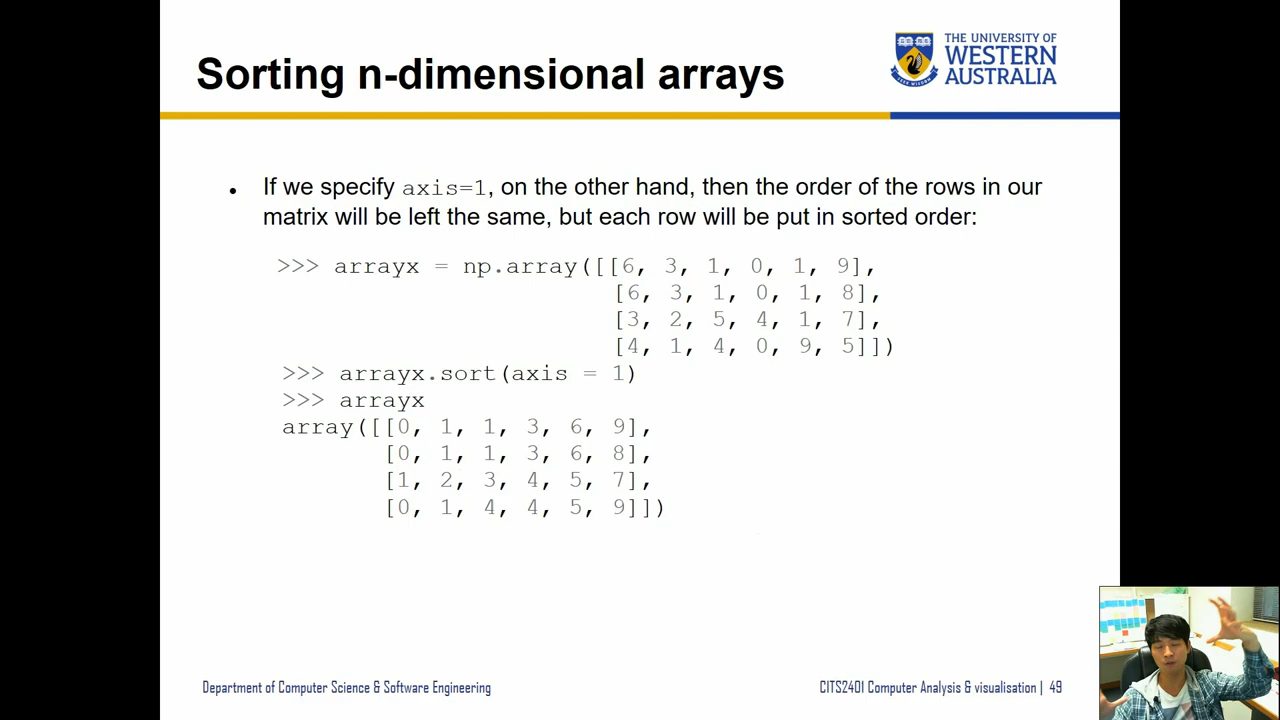 Sorting n-dimensional arrays
THE UNIVERSITY OF
WESTERN
AUSTRALIA
• If we specify axis=1, on the other hand, then the order of the rows in our
matrix will be left the same, but each row will be put in sorted order:
>>> arrayx = np.array([[6, 3, 1, 0, 1, 9],
[6, 3, 1, 0, 1, 8],
[3, 2, 5, 4, 1, 7],
[4, 1, 4, 0, 9, 5]])
>>> arrayx.sort(axis = 1)
>>> arrayx
array([[0, 1, 1, 3, 6, 9],
[0, 1, 1, 3, 6, 8],
[1, 2, 3, 4, 5, 7],
[0, 1, 4, 4, 5, 9]])
Department of Computer Science & Software Engineering
CITS2401 Computer Analysis & visualisation | 49